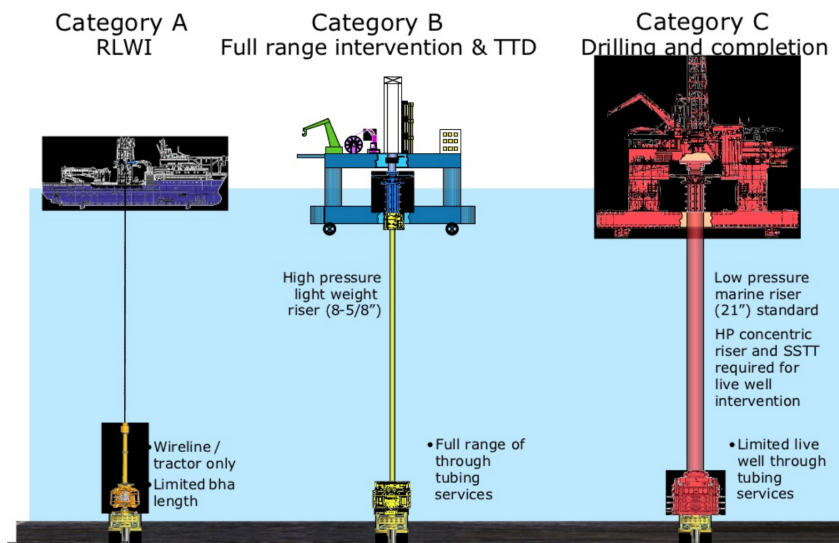 Category A
RLWI
Category B
Full range intervention & TTD
Category C
Drilling and completion
High pressure
light weight
riser (8-5/8")
Low pressure
marine riser
(21") standard
HP concentric
riser and SSTT
required for
live well
intervention
•Wireline /
tractor only
•Limited bha
length
•Full range of
through
tubing
services
•Limited live
well through
tubing
services